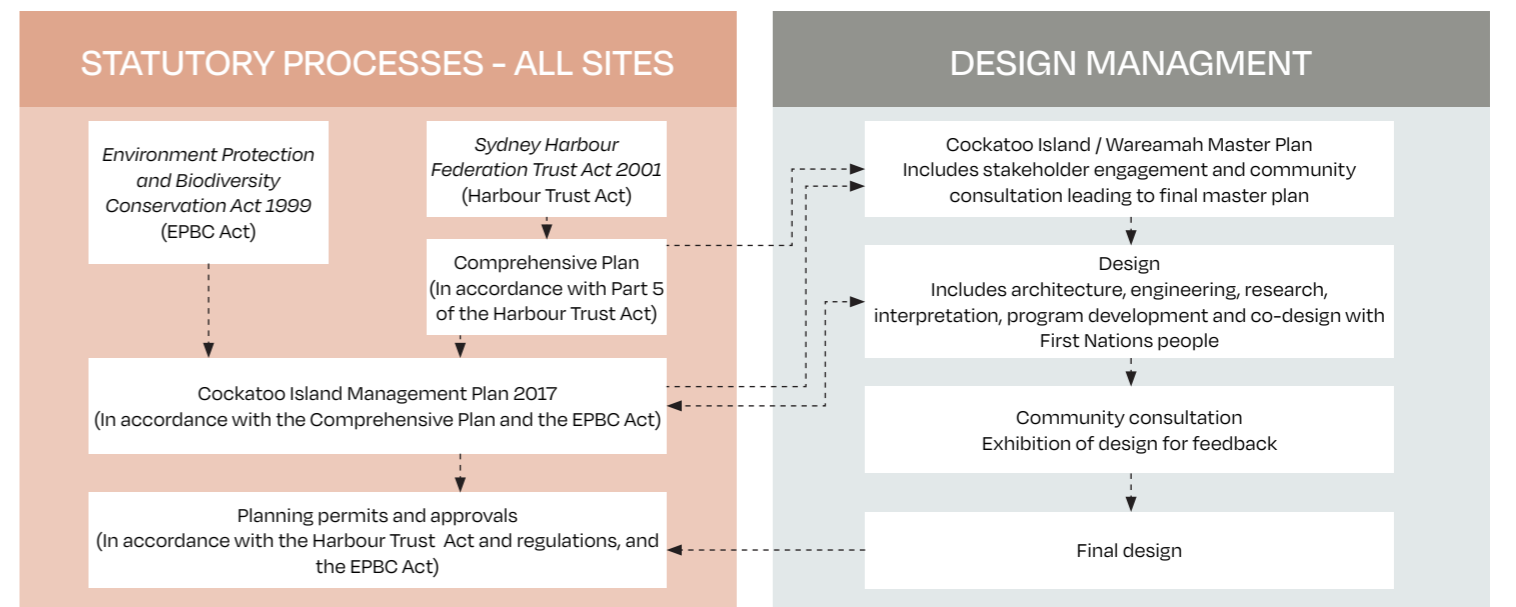 STATUTORY PROCESSES - ALL SITES
Environment Protection
and Biodiversity
Conservation Act 1999
(EPBC Act)
Sydney Harbour
Federation Trust Act 2001
(Harbour Trust Act)
Comprehensive Plan
(In accordance with Part 5
of the Harbour Trust Act)
Cockatoo Island Management Plan 2017
(In accordance with the Comprehensive Plan and the EPBC Act)
Planning permits and approvals
(In accordance with the Harbour Trust Act and regulations, and
the EPBC Act)
DESIGN MANAGMENT
Cockatoo Island / Wareamah Master Plan
Includes stakeholder engagement and community
consultation leading to final master plan
Design
Includes architecture, engineering, research,
interpretation, program development and co-design with
First Nations people
Community consultation
Exhibition of design for feedback
Final design